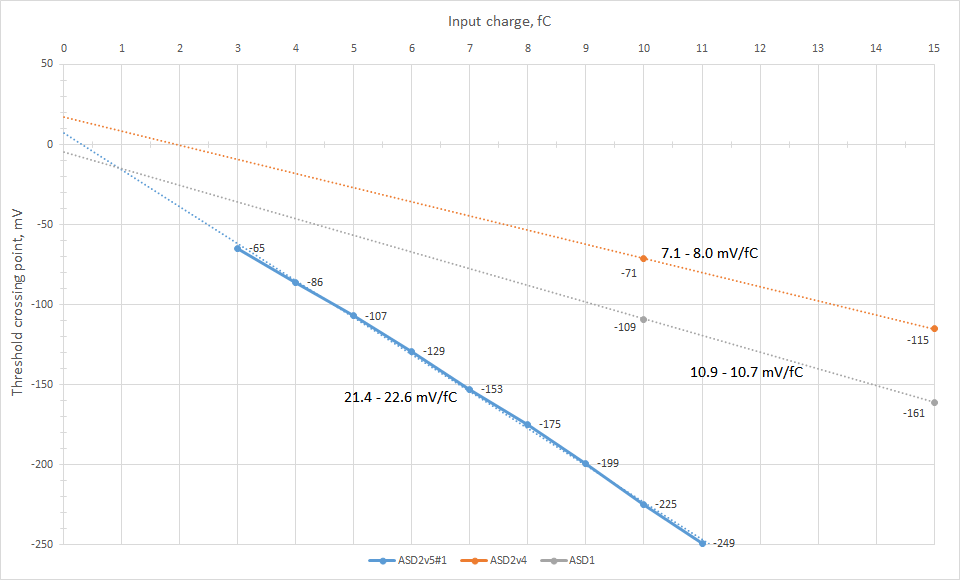 Input charge, fC
0 1 2 3 4 5 6 7 8 9 10 11 12 13 14 15
Threshold crossing point, mV
50
0
-50
-100
-150
-200
-250
-65
-86
-107
-129
-153
-175
-199
-225
-249
21.4 - 22.6 mV/fC
7.1 - 8.0 mV/fC
-71
-115
-109
10.9 - 10.7 mV/fC
-161
ASD2v5#1 ASD2v4 ASD1